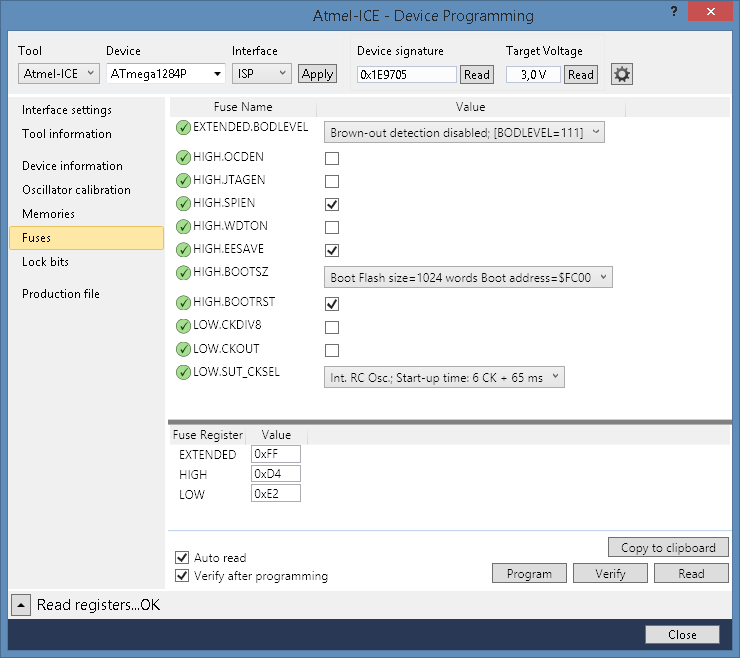 Atmel-ICE - Device Programming
?
Tool Device Interface Device signature Target Voltage
Atmel-ICE ATmega1284P ISP Apply 0x1E9705 Read 3,0 V Read
Interface settings
Tool information
Device information
Oscillator calibration
Memories
Fuses
Lock bits
Production file
Fuse Name Value
EXTENDED.BODLEVEL Brown-out detection disabled; [BODLEVEL=111]
HIGH.OCDEN
HIGH.JTAGEN
HIGH.SPIEN
HIGH.WDTON
HIGH.EESAVE
HIGH.BOOTSZ Boot Flash size=1024 words Boot address=$FC00
HIGH.BOOTRST
LOW.CKDIV8
LOW.CKOUT
LOW.SUT_CKSEL Int. RC Osc.; Start-up time: 6 CK + 65 ms
Fuse Register Value
EXTENDED 0xFF
HIGH 0xD4
LOW 0xE2
Copy to clipboard
Auto read
Verify after programming
Program Verify Read
Read registers...OK
Close